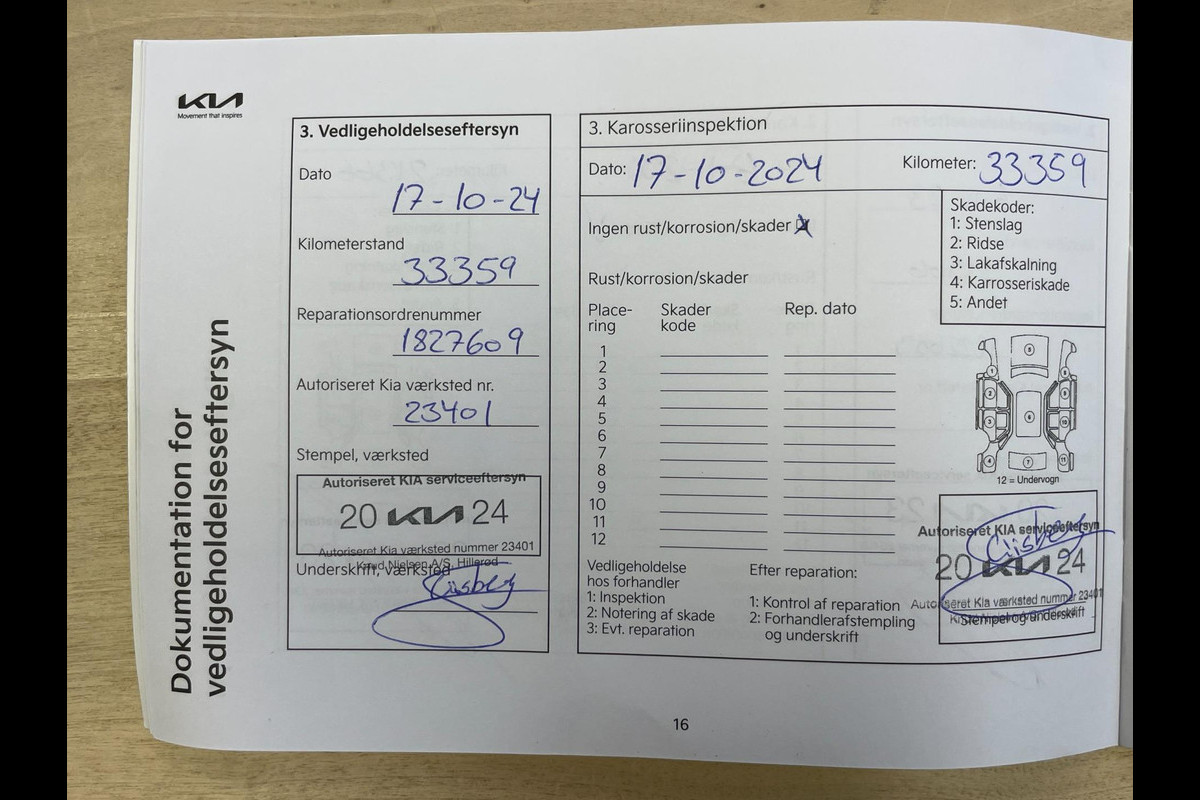 KIA
Movement that inspires
Dokumentation for
vedligeholdelseseftersyn
3. Vedligeholdelseseftersyn
Dato
17-10-24
Kilometerstand
33359
Reparationsordrenummer
1827609
Autoriseret Kia værksted nr.
23401
Stempel, værksted
Autoriseret KIA serviceeftersyn
20 KIA 24
Autoriseret Kia værksted nummer 23401
Knud Nielsen A/S, Hillerød
Underskrift, værksted
3. Karosseriinspektion
Dato: 17-10-2024 Kilometer: 33359
Ingen rust/korrosion/skader
Rust/korrosion/skader
Place-
ring
Skader
kode
Rep. dato
1
2
3
4
5
6
7
8
9
10
11
12
Skadekoder:
1: Stenslag
2: Ridse
3: Lakafskalning
4: Karrosseriskade
5: Andet
12 = Undervogn
Vedligeholdelse
hos forhandler
1: Inspektion
2: Notering af skade
3: Evt. reparation
Efter reparation:
1: Kontrol af reparation
2: Forhandlerafstempling
og underskrift
Autoriseret KIA serviceeftersyn
20 KIA 24
Autoriseret Kia værksted nummer 23401
Stempel og underskrift
16